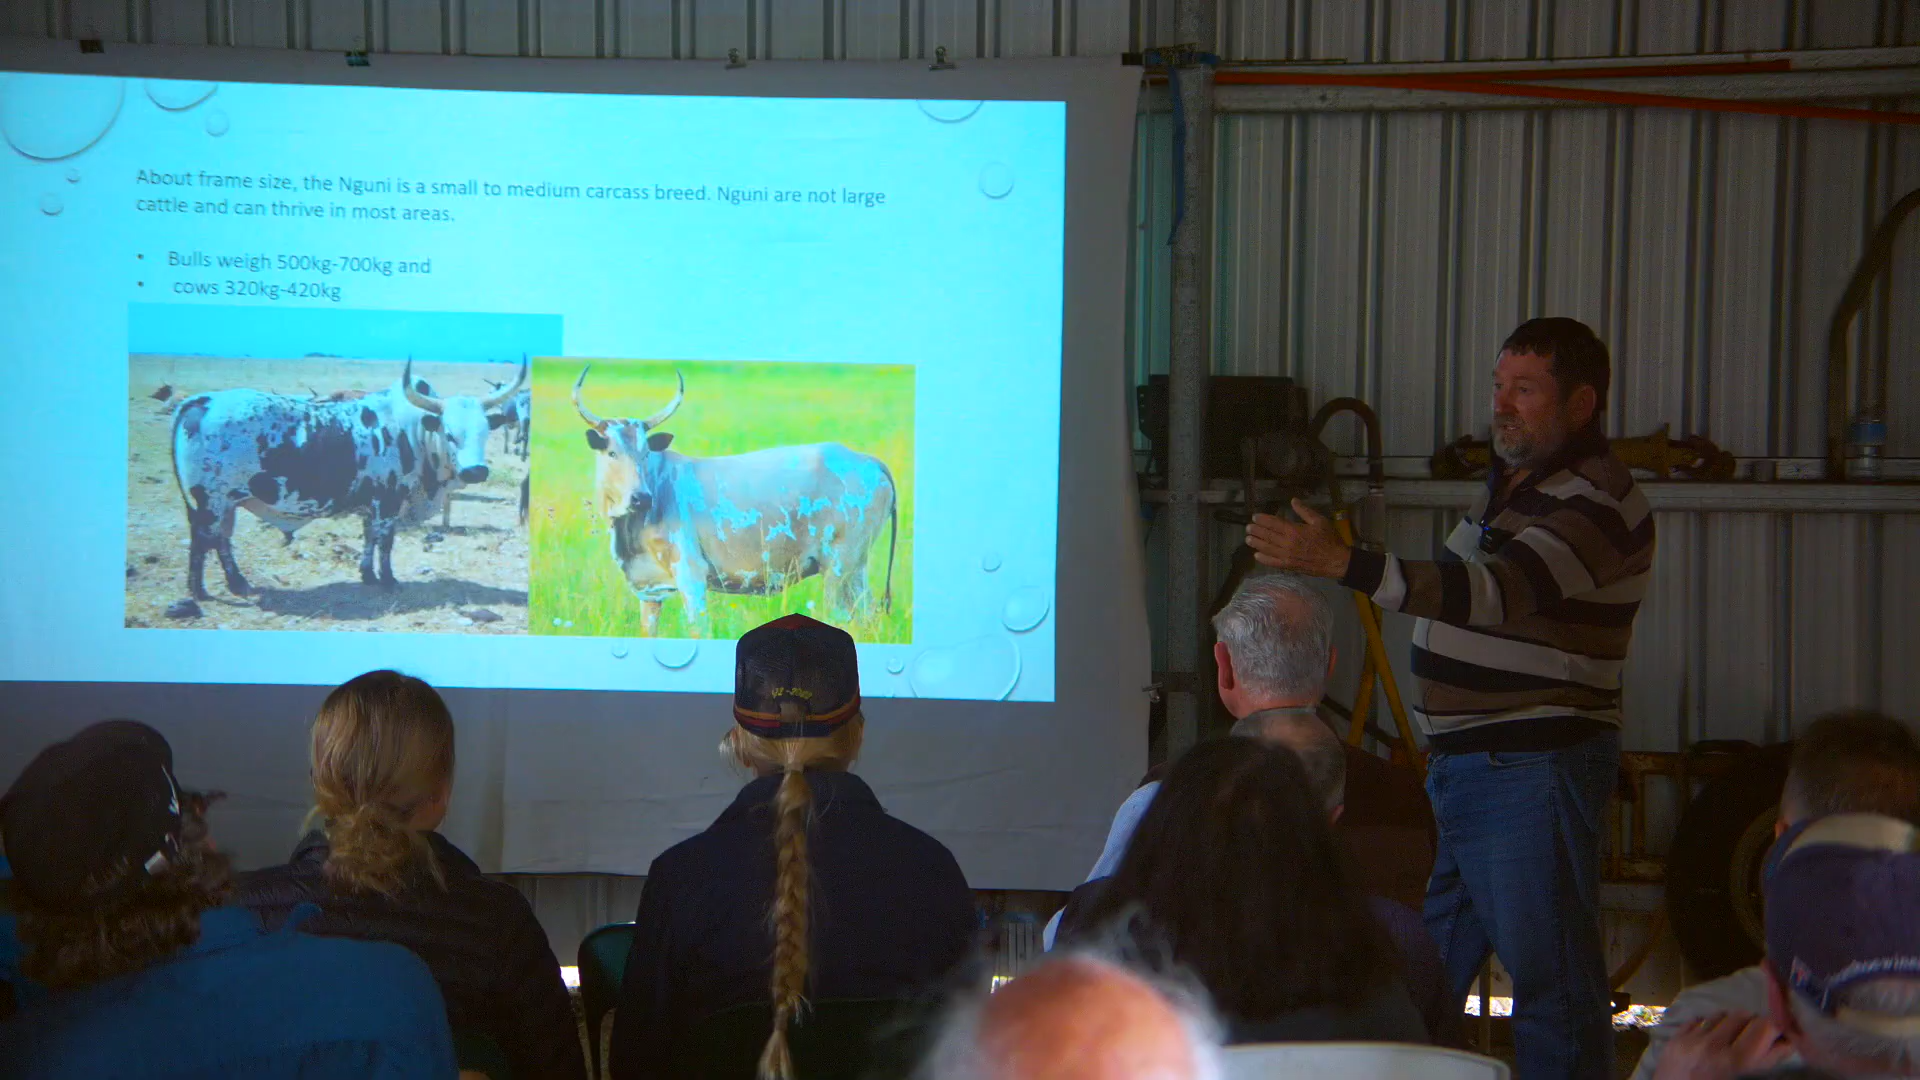 About frame size, the Nguni is a small to medium carcass breed. Nguni are not large
cattle and can thrive in most areas.
• Bulls weigh 500kg-700kg and
• cows 320kg-420kg